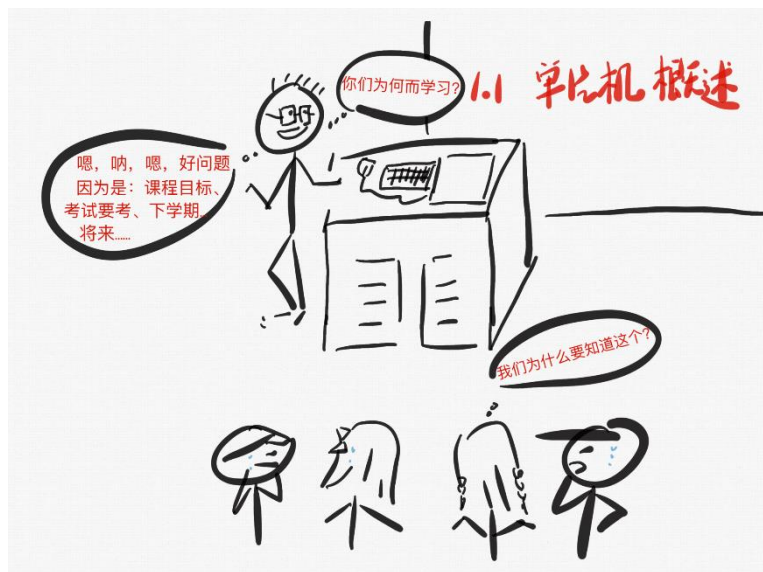 你们为何而学习?
1.1 单片机概述
嗯，呐，嗯，好问题
因为是：课程目标、
考试要考、下学期、
将来……
我们为什么要知道这个?